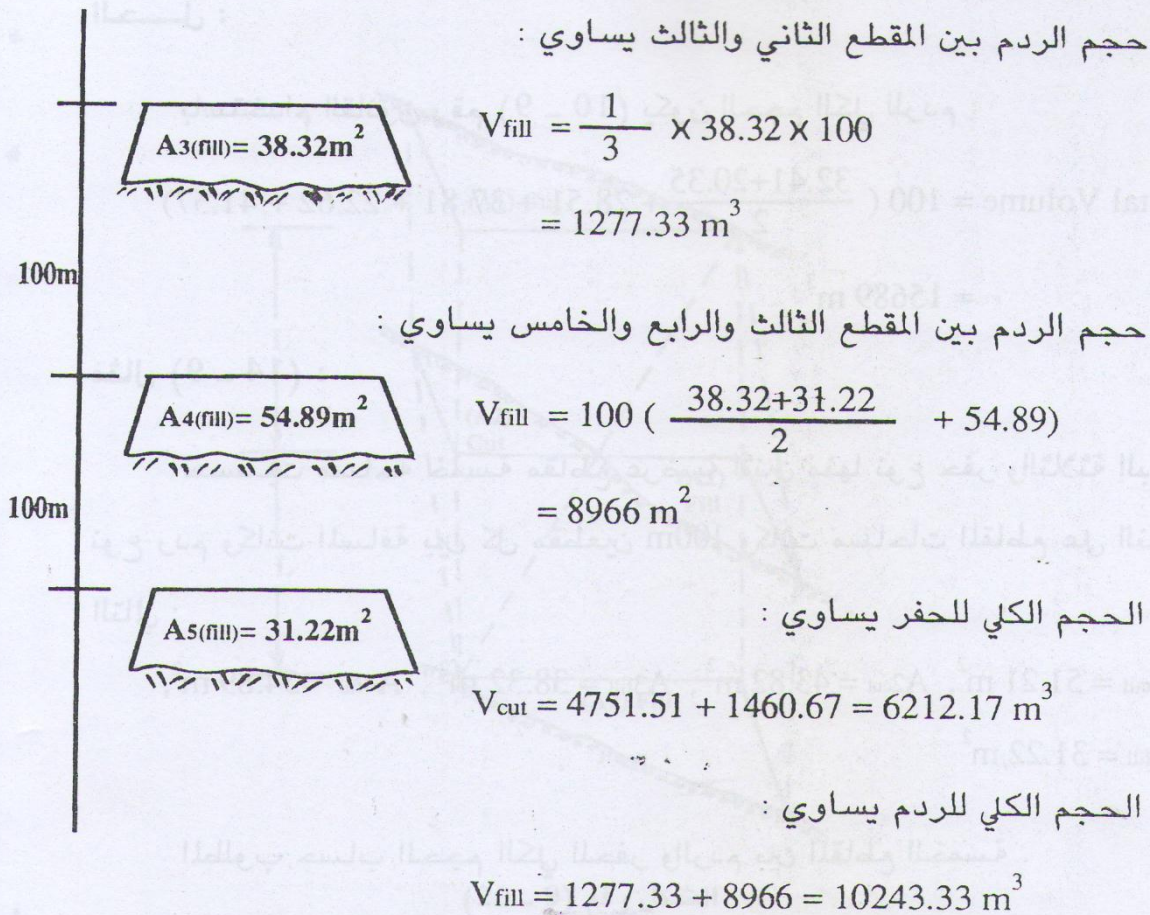 حجم الردم بين المقطع الثاني والثالث يساوي :
A3(fill)= 38.32m²
Vfill = 1/3 × 38.32 × 100
= 1277.33 m³
100m
حجم الردم بين المقطع الثالث والرابع والخامس يساوي :
A4(fill)= 54.89m²
Vfill = 100 ( 38.32+31.22/2 + 54.89)
= 8966 m²
100m
الحجم الكلي للحفر يساوي :
A5(fill)= 31.22m²
Vcut = 4751.51 + 1460.67 = 6212.17 m³
الحجم الكلي للردم يساوي :
Vfill = 1277.33 + 8966 = 10243.33 m³